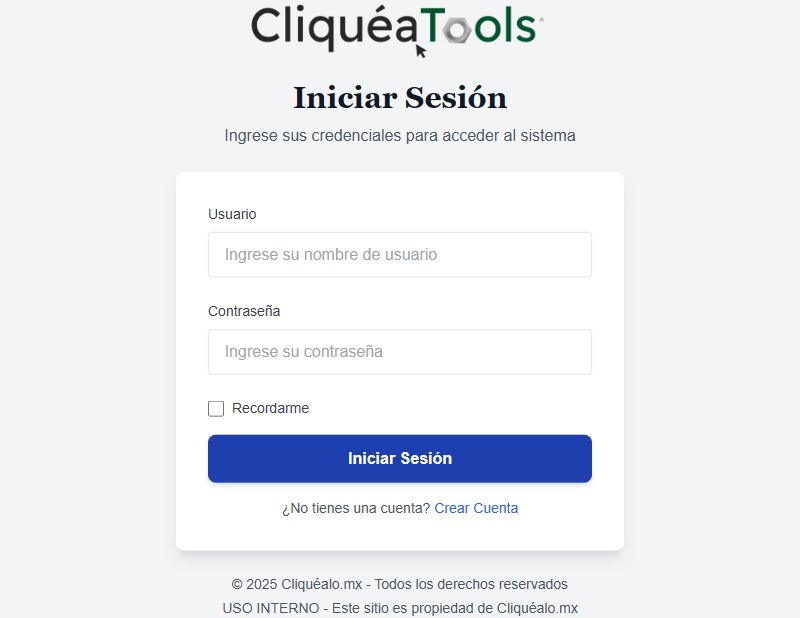 CliquéaTools
Iniciar Sesión
Ingrese sus credenciales para acceder al sistema
Usuario
Ingrese su nombre de usuario
Contraseña
Ingrese su contraseña
Recordarme
Iniciar Sesión
¿No tienes una cuenta? Crear Cuenta
© 2025 Cliquéalo.mx - Todos los derechos reservados
USO INTERNO - Este sitio es propiedad de Cliquéalo.mx